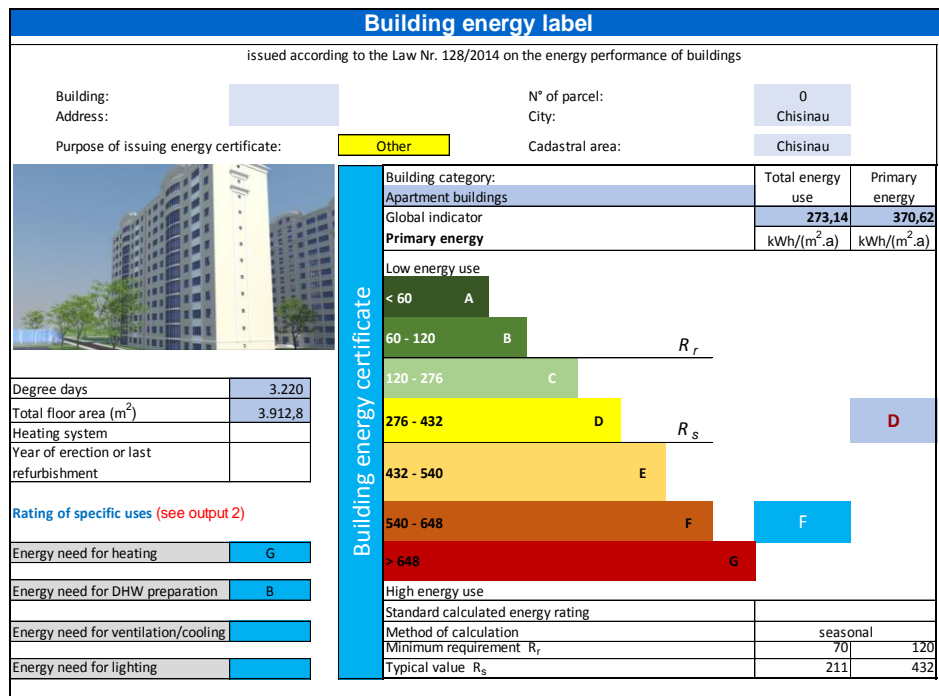 Building energy label
issued according to the Law Nr. 128/2014 on the energy performance of buildings
Building:
N° of parcel: 0
Address:
City: Chisinau
Purpose of issuing energy certificate: Other
Cadastral area: Chisinau
Degree days 3.220
Total floor area (m²) 3.912,8
Heating system
Year of erection or last
refurbishment
Rating of specific uses (see output 2)
Energy need for heating G
Energy need for DHW preparation B
Energy need for ventilation/cooling
Energy need for lighting
Building energy certificate
Building category:
Total energy use
Primary energy
Apartment buildings
Global indicator 273,14 370,62
Primary energy kWh/(m².a) kWh/(m².a)
Low energy use
< 60 A
60 - 120 B
R r
120 - 276 C
276 - 432 D
R s
D
432 - 540 E
540 - 648 F
F
> 648 G
High energy use
Standard calculated energy rating
Method of calculation seasonal
Minimum requirement Rr 70 120
Typical value Rs 211 432